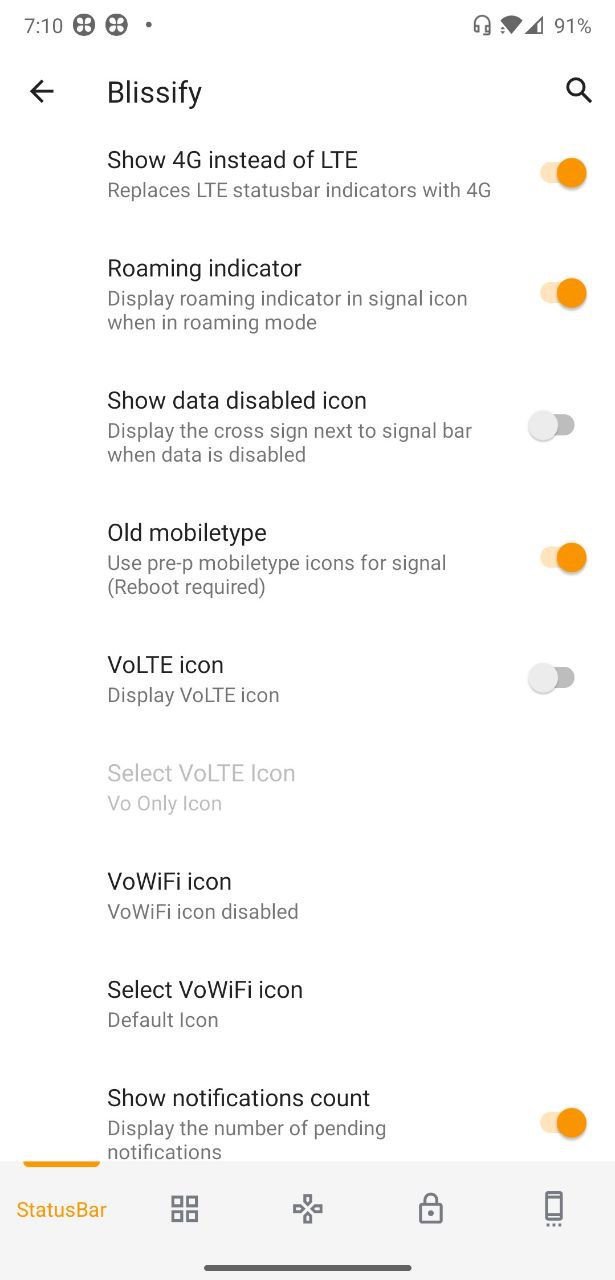 7:10
91%
Blissify
Show 4G instead of LTE
Replaces LTE statusbar indicators with 4G
Roaming indicator
Display roaming indicator in signal icon
when in roaming mode
Show data disabled icon
Display the cross sign next to signal bar
when data is disabled
Old mobiletype
Use pre-p mobiletype icons for signal
(Reboot required)
VoLTE icon
Display VoLTE icon
Select VoLTE Icon
Vo Only Icon
VoWiFi icon
VoWiFi icon disabled
Select VoWiFi icon
Default Icon
Show notifications count
Display the number of pending
notifications
StatusBar